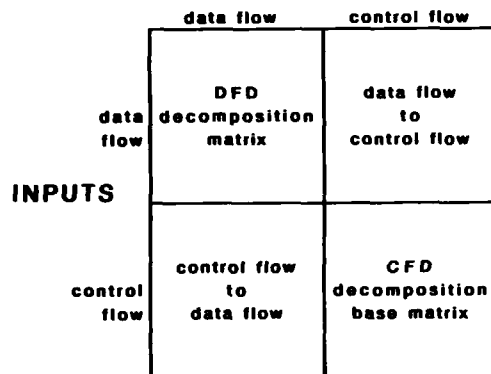 data flow control flow
DFD
decomposition
matrix
data flow
to
control flow
data
flow
INPUTS
control flow
to
data flow
CFD
decomposition
base matrix
control
flow